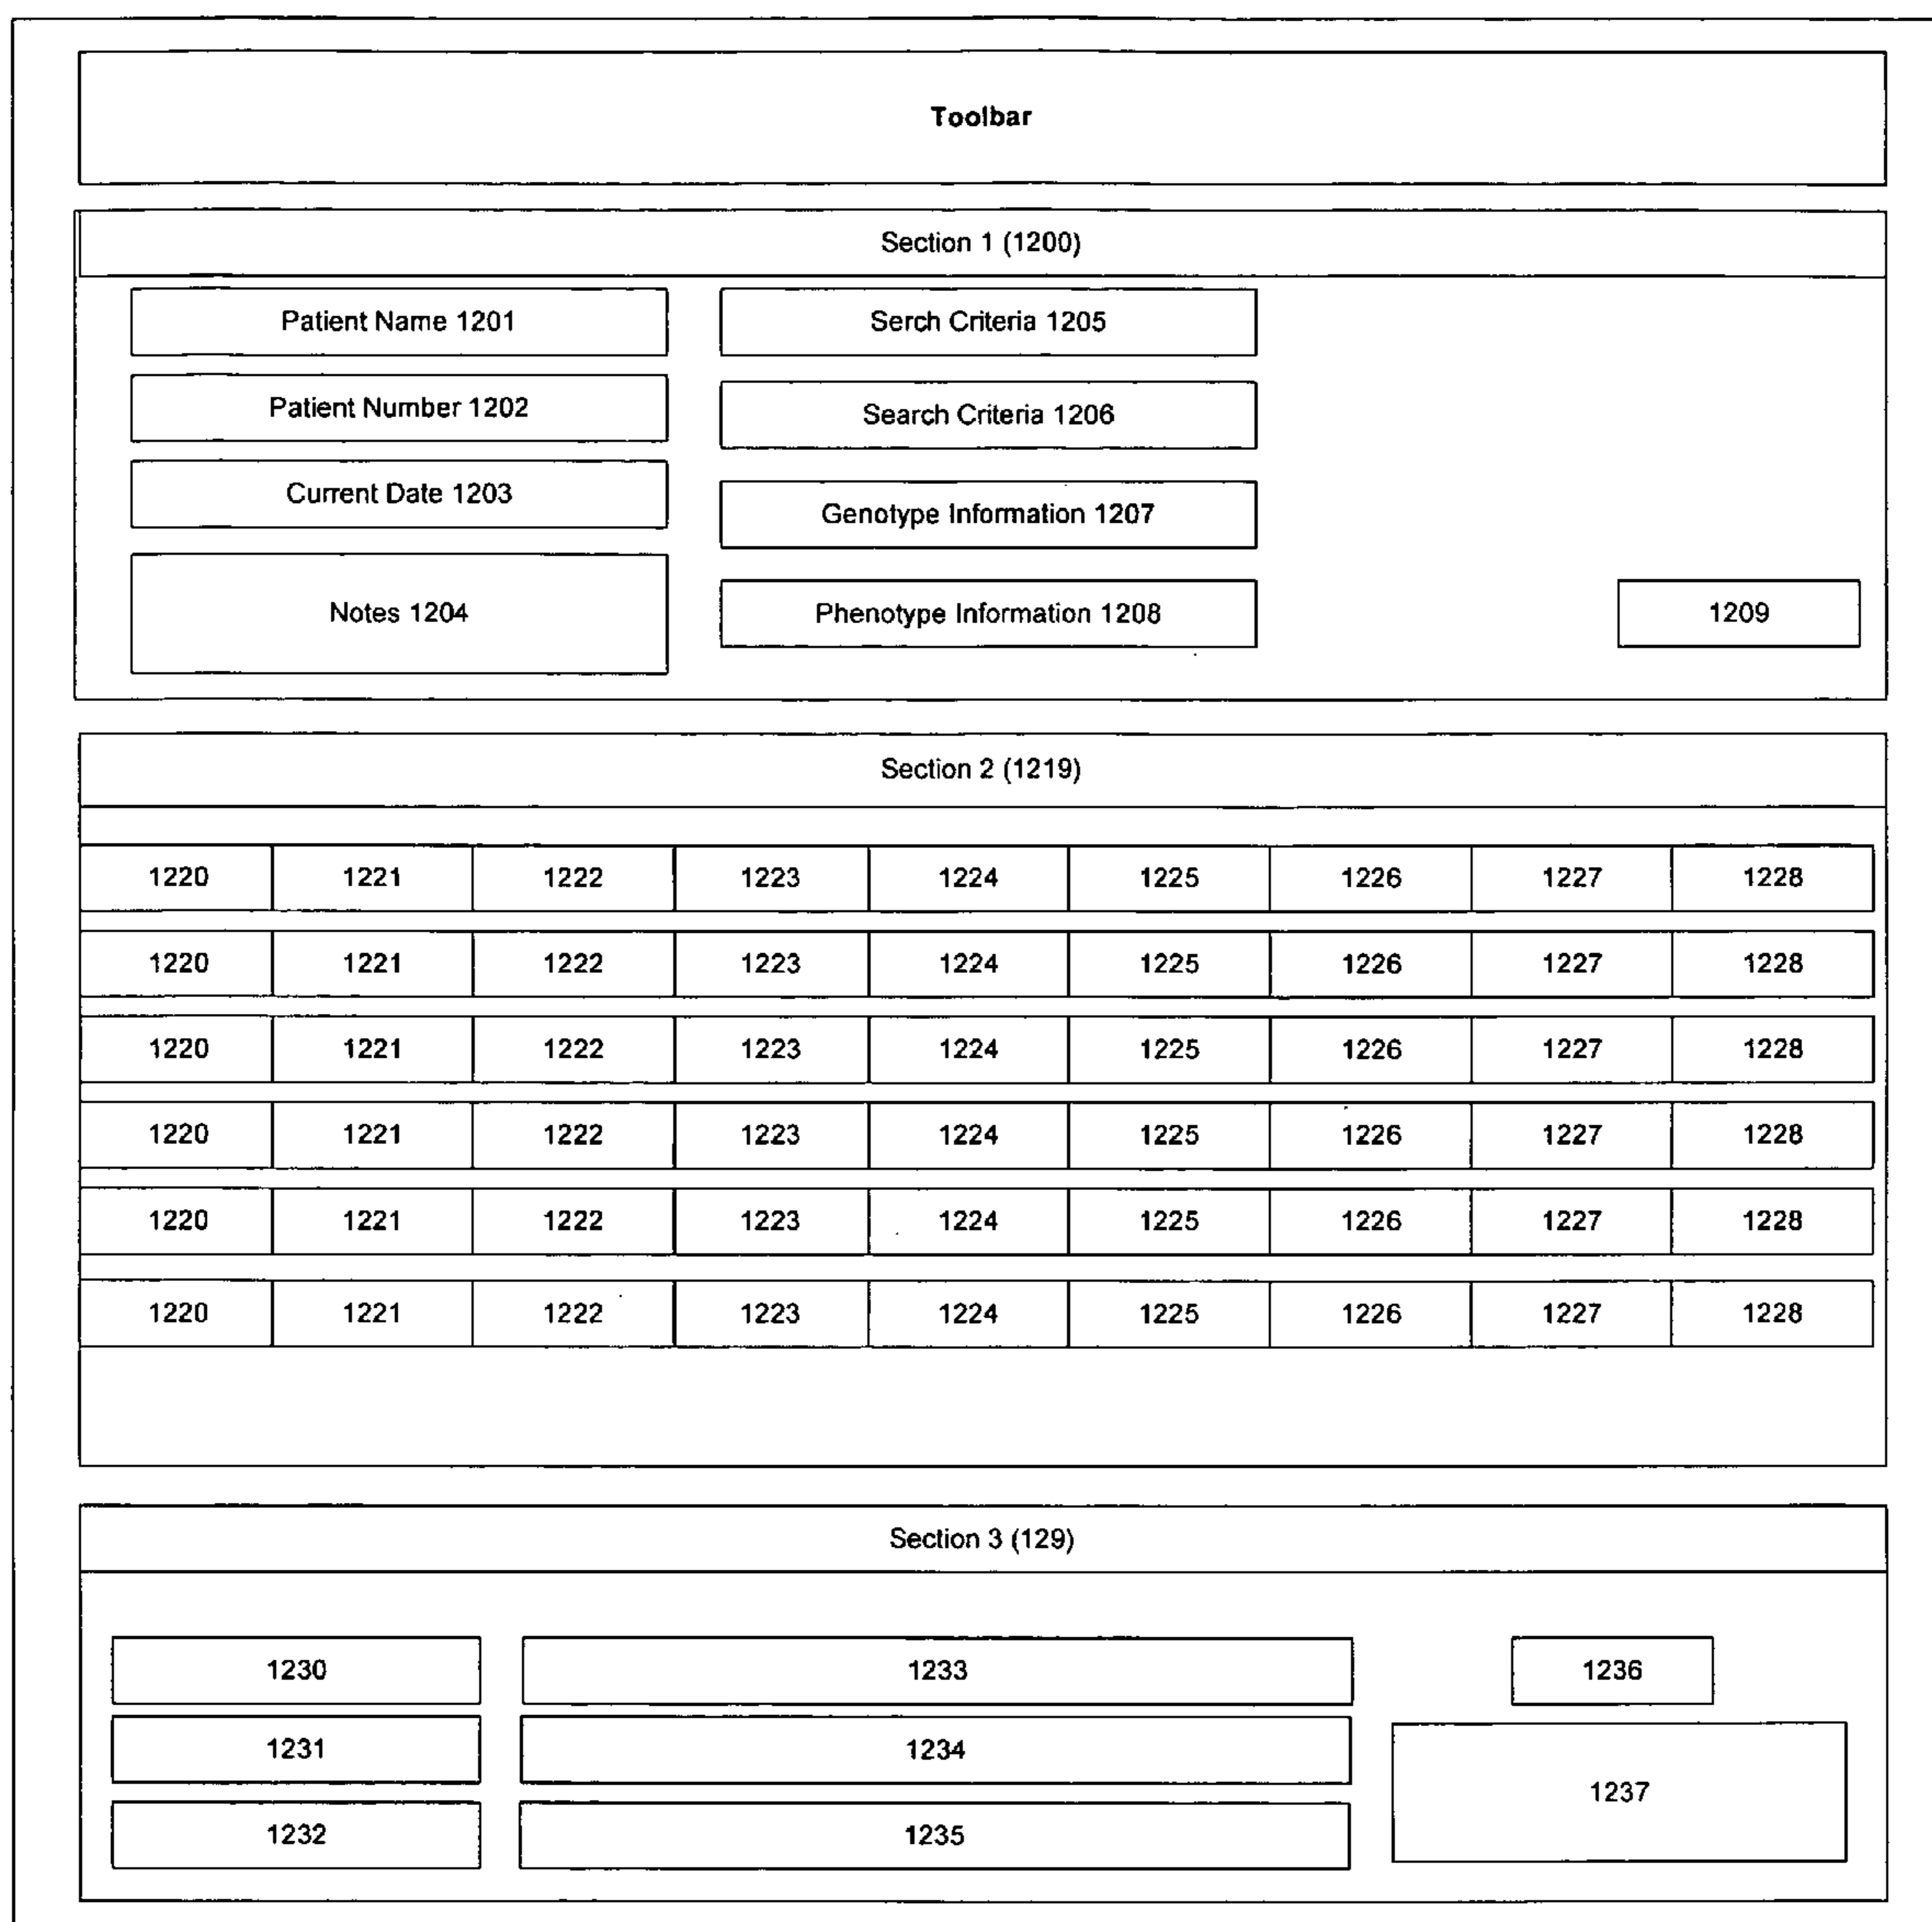 Toolbar
Section 1 (1200)
Patient Name 1201
Serch Criteria 1205
Patient Number 1202
Search Criteria 1206
Current Date 1203
Genotype Information 1207
Notes 1204
Phenotype Information 1208
1209
Section 2 (1219)
1220 1221 1222 1223 1224 1225 1226 1227 1228
1220 1221 1222 1223 1224 1225 1226 1227 1228
1220 1221 1222 1223 1224 1225 1226 1227 1228
1220 1221 1222 1223 1224 1225 1226 1227 1228
1220 1221 1222 1223 1224 1225 1226 1227 1228
1220 1221 1222 1223 1224 1225 1226 1227 1228
Section 3 (129)
1230 1233 1236
1231 1234
1237
1232 1235